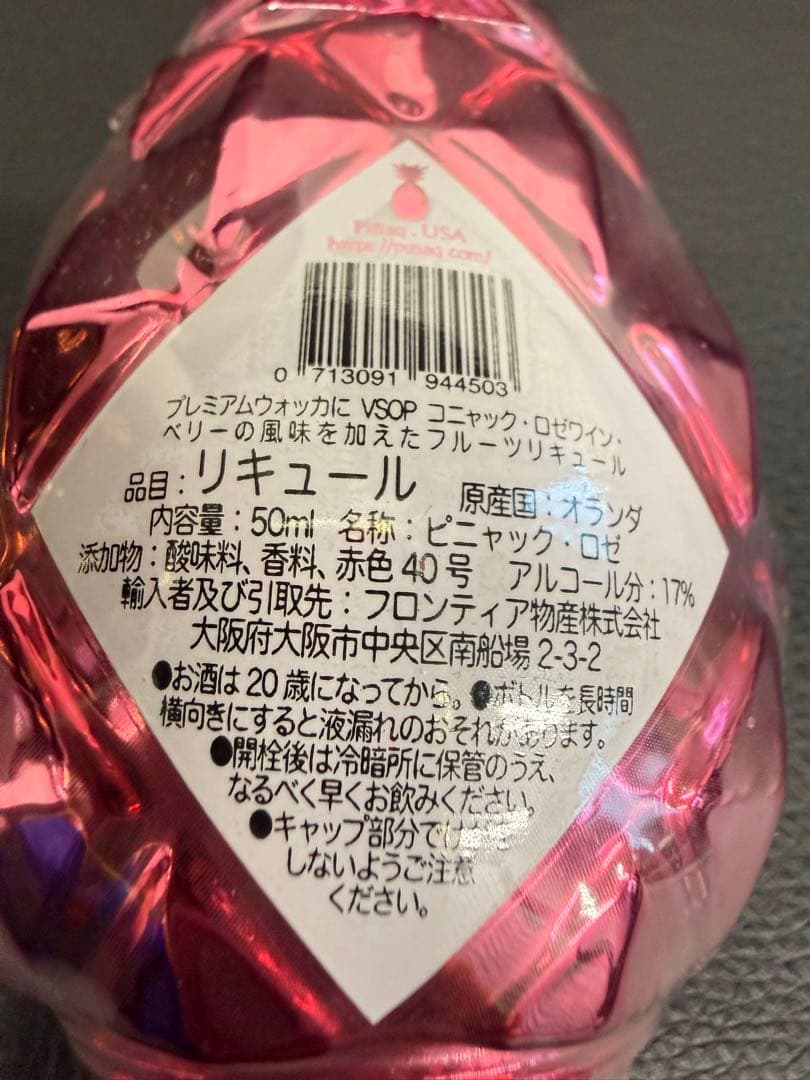 Pinaq . USA
https://pinaq.com/
0 713091 944503
プレミアムウォッカに VSOP コニャック・ロゼワイン・
ベリーの風味を加えたフルーツリキュール
品目：リキュール 原産国：オランダ
内容量：50ml 名称：ピニャック・ロゼ
添加物：酸味料、香料、赤色40号 アルコール分：17%
輸入者及び引取先：フロンティア物産株式会社
大阪府大阪市中央区南船場 2-3-2
●お酒は 20 歳になってから。●ボトルを長時間
横向きにすると液漏れのおそれがあります。
●開栓後は冷暗所に保管のうえ、
なるべく早くお飲みください。
●キャップ部分で
しないようご注意
ください。